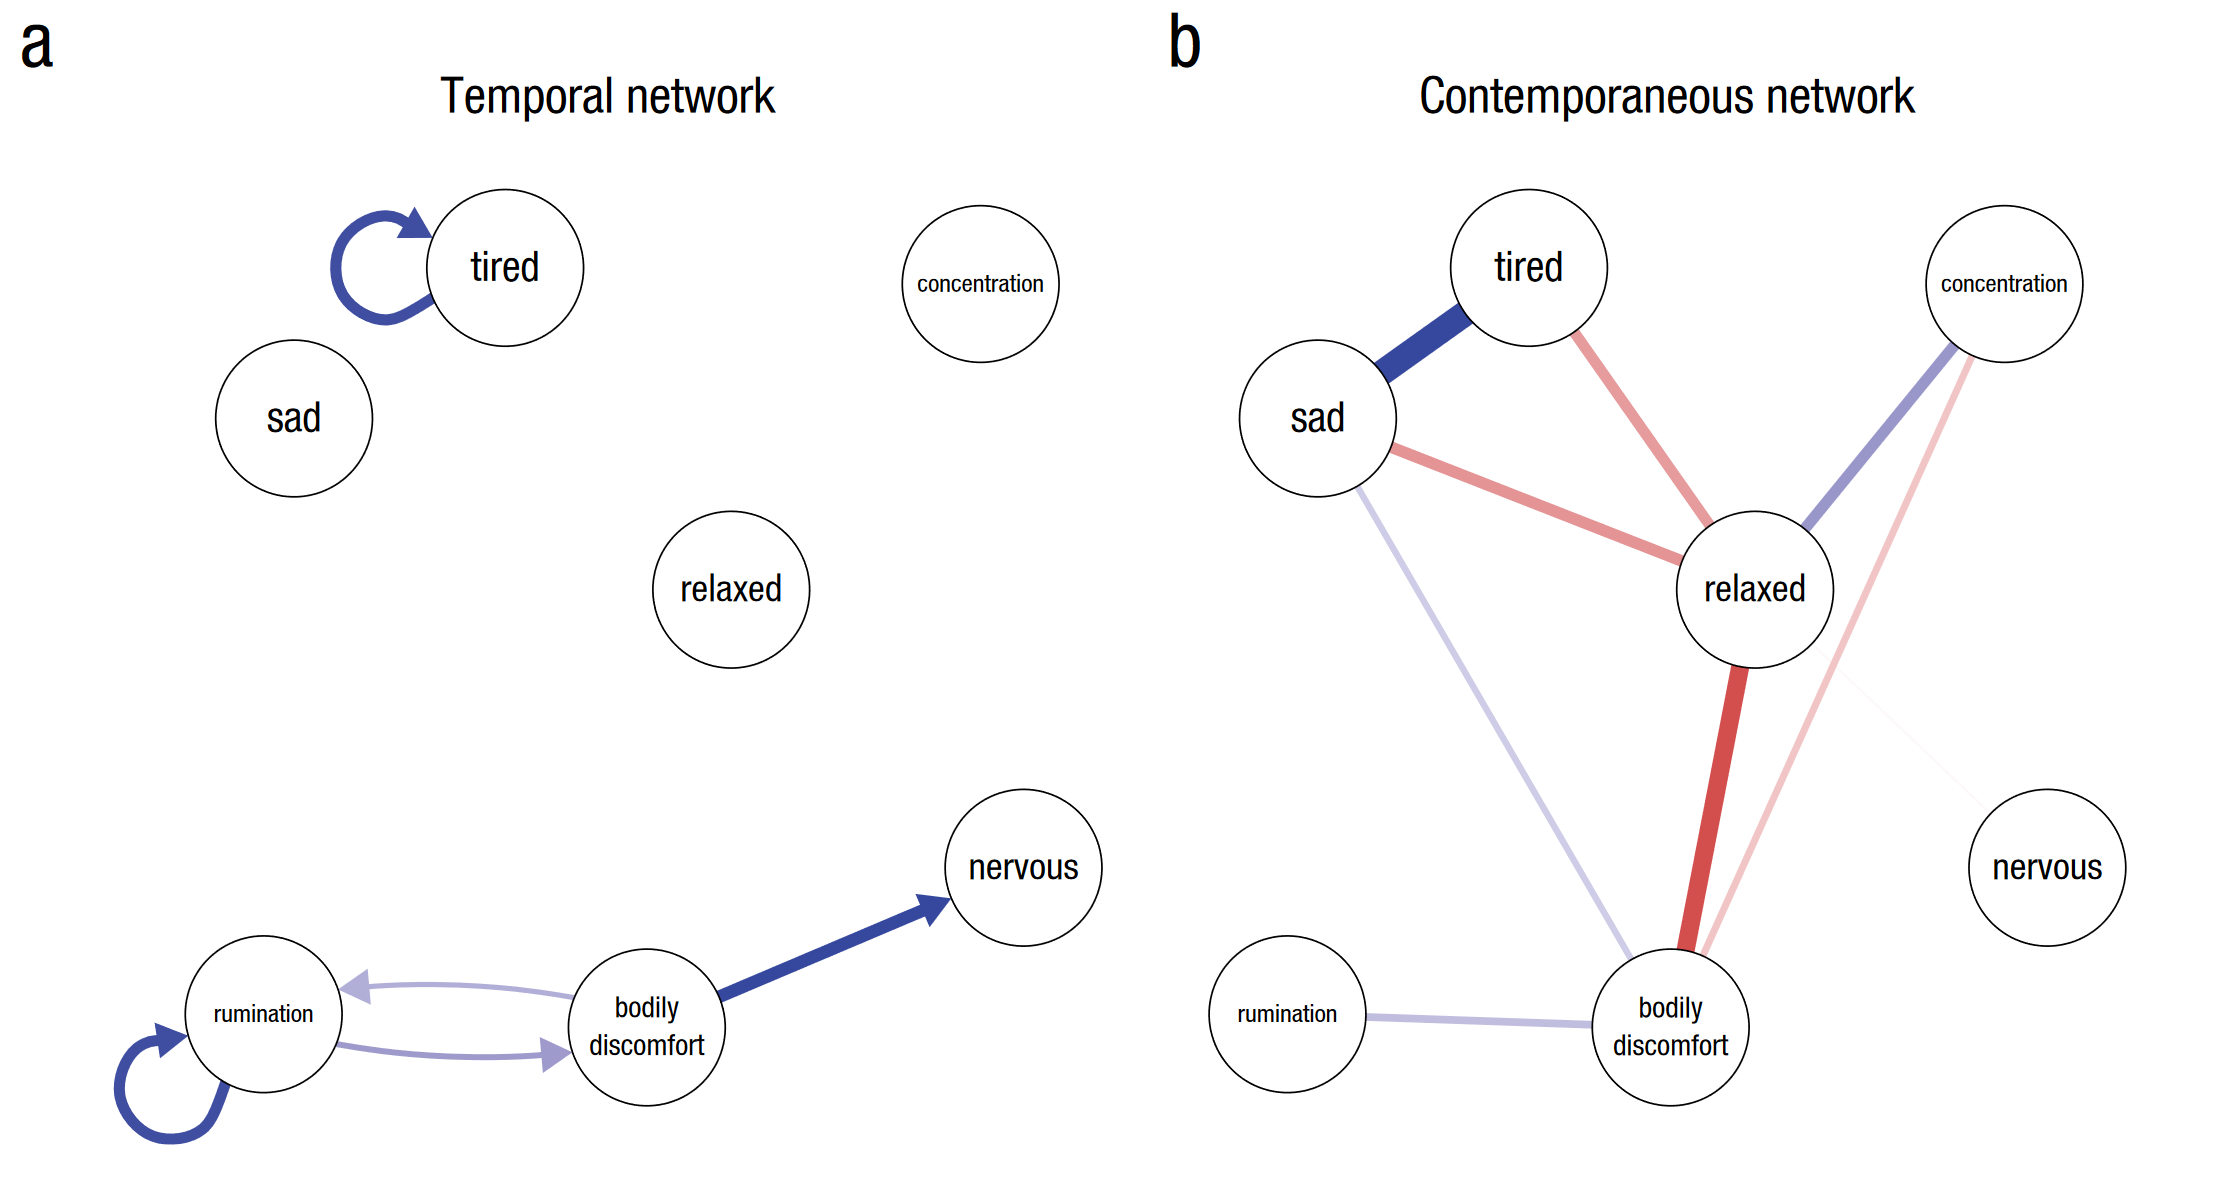 a
Temporal network
tired
concentration
sad
relaxed
nervous
rumination
bodily
discomfort
b
Contemporaneous network
tired
concentration
sad
relaxed
nervous
rumination
bodily
discomfort